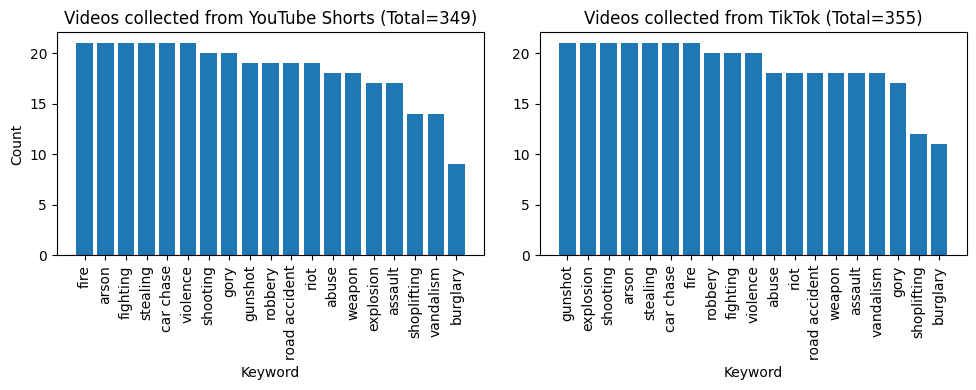 Videos collected from YouTube Shorts (Total=349)
Count
20
15
10
5
0
fire
arson
fighting
stealing
car chase
violence
shooting
gory
gunshot
robbery
road accident
riot
abuse
weapon
explosion
assault
shoplifting
vandalism
burglary
Keyword
Videos collected from TikTok (Total=355)
20
15
10
5
0
gunshot
explosion
shooting
arson
stealing
car chase
fire
robbery
fighting
violence
abuse
riot
road accident
weapon
assault
vandalism
gory
shoplifting
burglary
Keyword